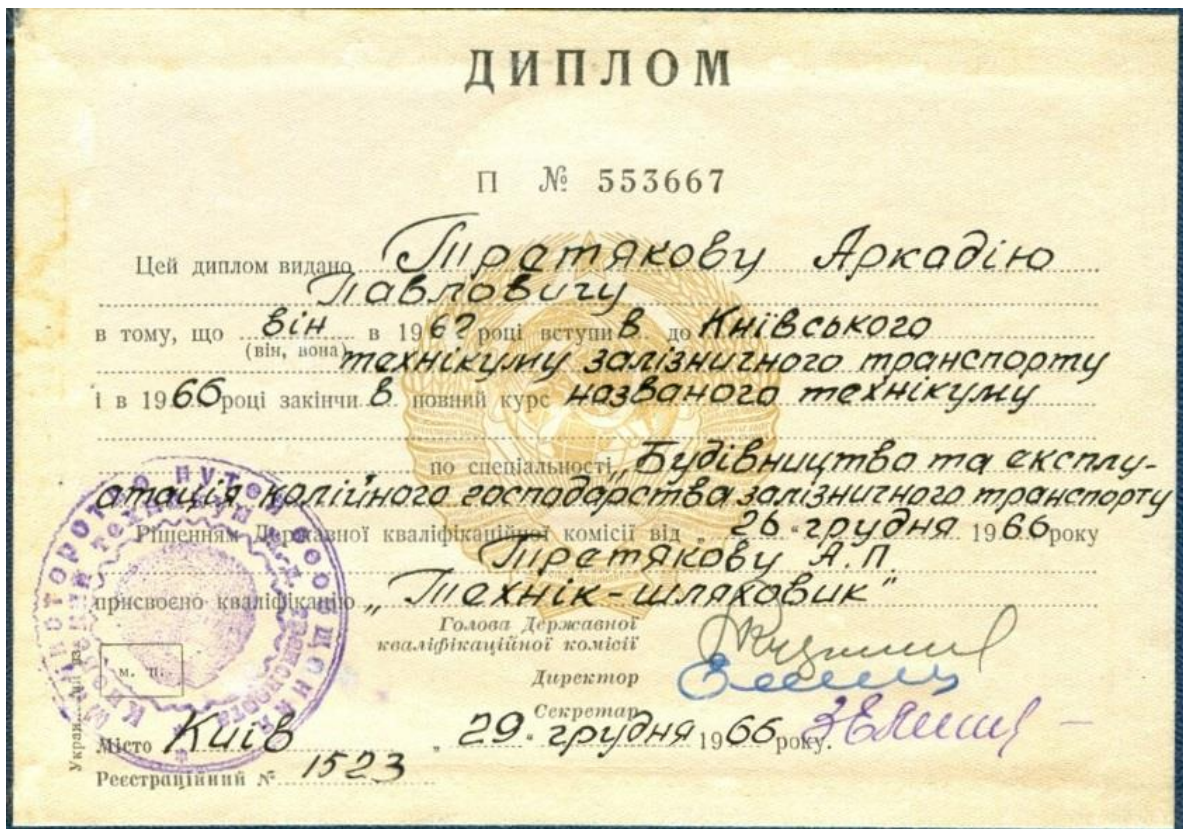 ДИПЛОМ
П № 553667
Цей диплом видано Третякову Аркадію
Павловичу
в тому, що він в 1962 році вступив до Київського
(він, вона) технікуму залізничного транспорту
і в 1966 році закінчив повний курс названого технікуму
по спеціальності „Будівництво та експлу-
атація колійного господарства залізничного транспорту
Рішенням Державної кваліфікаційної комісії від „26“ грудня 1966 року
Третякову А.П.
присвоєно кваліфікацію „Технік-шляховик"
Голова Державної
кваліфікаційної комісії
Директор
Секретар
м. п.
Місто Київ „29“ грудня 1966 року.
Реєстраційний № 1523